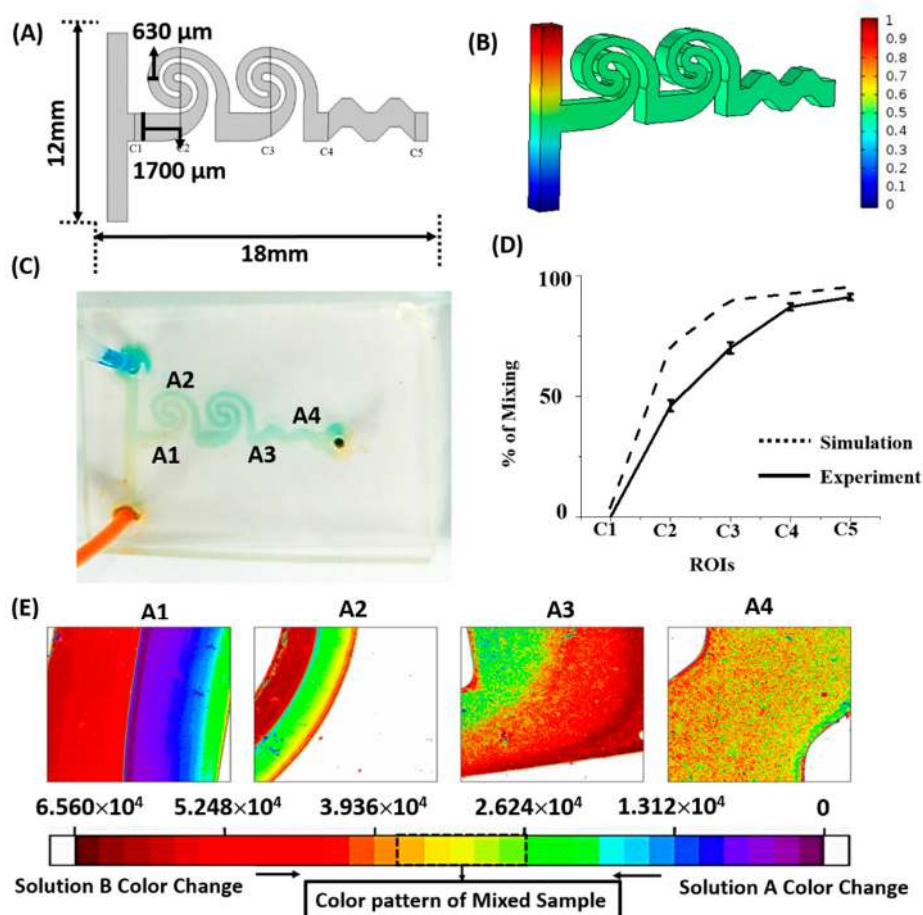 (A)
630 μm
12mm
C1
C2
C3
C4
C5
1700 μm
18mm
(B)
1
0.9
0.8
0.7
0.6
0.5
0.4
0.3
0.2
0.1
0
(C)
A2
A4
A1
A3
(D)
100
50
0
% of Mixing
Simulation
Experiment
C1 C2 C3 C4 C5
ROIs
(E)
A1 A2 A3 A4
6.560×10⁴ 5.248×10⁴ 3.936×10⁴ 2.624×10⁴ 1.312×10⁴ 0
Solution B Color Change
Solution A Color Change
Color pattern of Mixed Sample